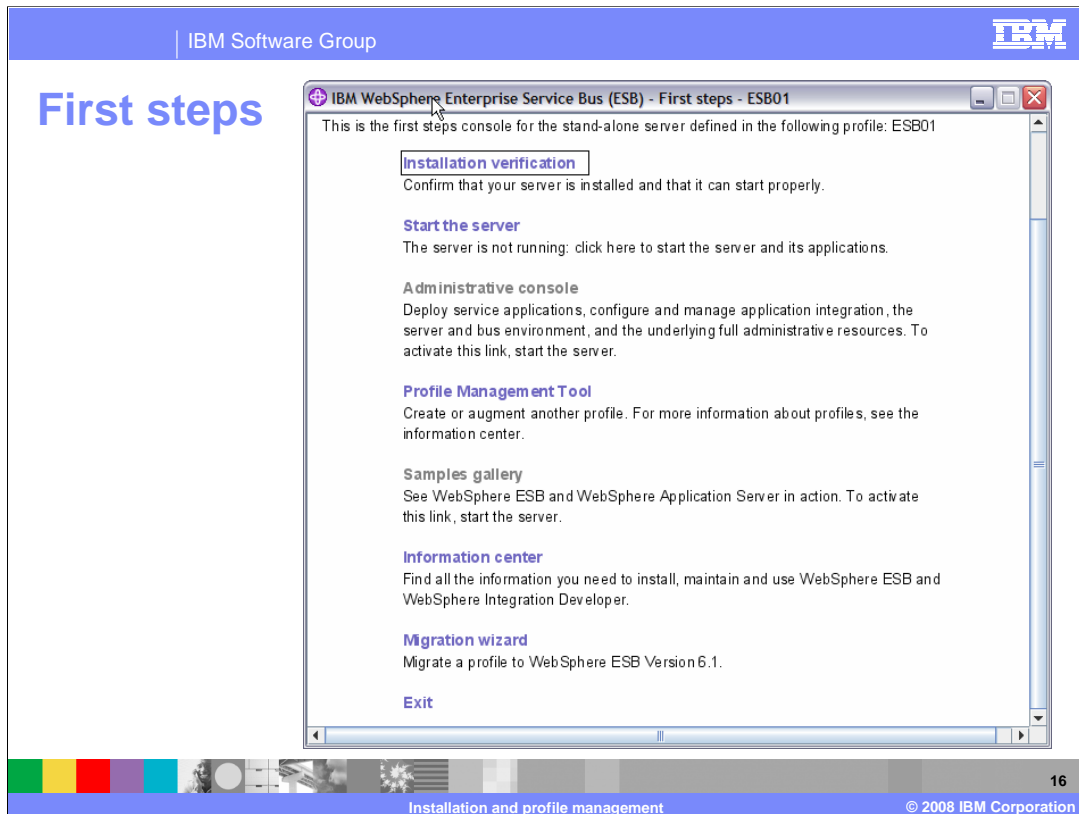 IBM Software Group
IBM
First steps
IBM WebSphere Enterprise Service Bus (ESB) - First steps - ESB01
This is the first steps console for the stand-alone server defined in the following profile: ESB01
Installation verification
Confirm that your server is installed and that it can start properly.
Start the server
The server is not running: click here to start the server and its applications.
Administrative console
Deploy service applications, configure and manage application integration, the
server and bus environment, and the underlying full administrative resources. To
activate this link, start the server.
Profile Management Tool
Create or augment another profile. For more information about profiles, see the
information center.
Samples gallery
See WebSphere ESB and WebSphere Application Server in action. To activate
this link, start the server.
Information center
Find all the information you need to install, maintain and use WebSphere ESB and
WebSphere Integration Developer.
Migration wizard
Migrate a profile to WebSphere ESB Version 6.1.
Exit
16
Installation and profile management
© 2008 IBM Corporation